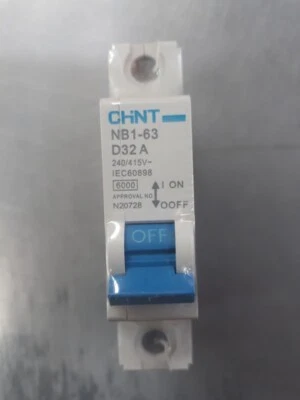 CHNT
NB1-63
D32 A
240/415V~
IEC60898
6000
I ON
APPROVAL NO
N20728
O OFF
OFF